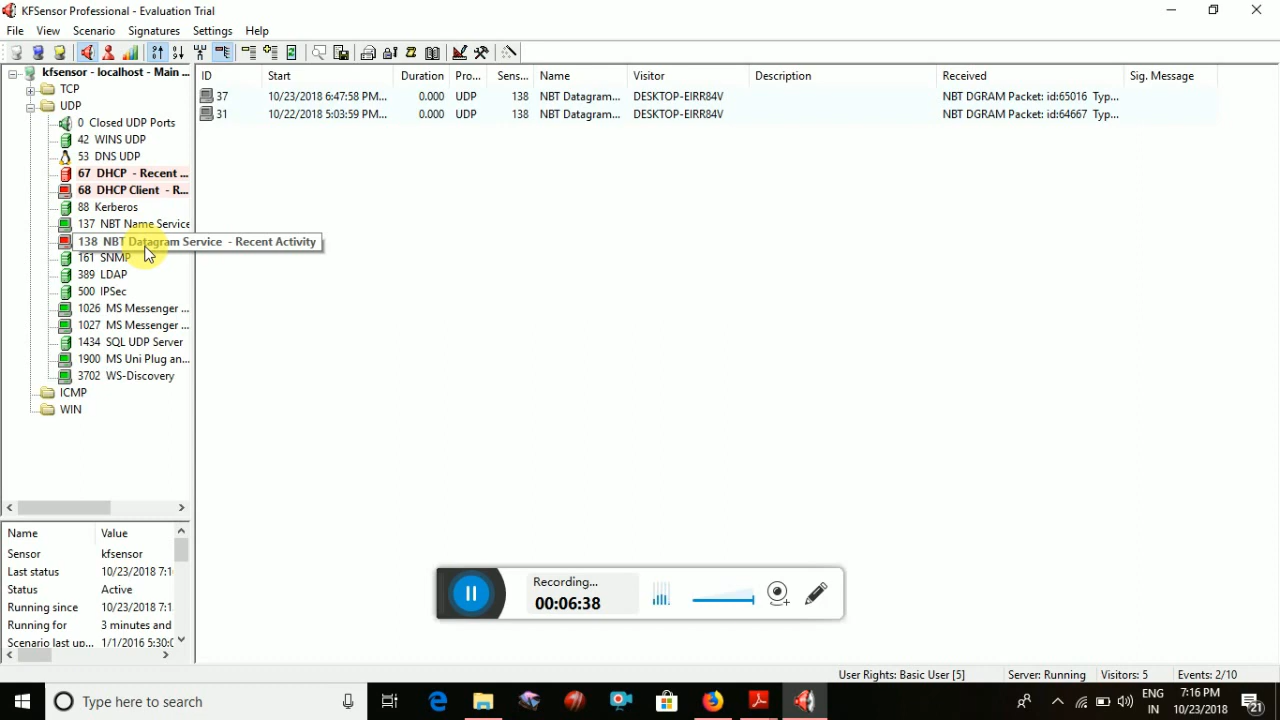 KFSensor Professional - Evaluation Trial
File View Scenario Signatures Settings Help
kfsensor - localhost - Main ...
TCP
UDP
0 Closed UDP Ports
42 WINS UDP
53 DNS UDP
67 DHCP - Recent ...
68 DHCP Client - R...
88 Kerberos
137 NBT Name Service
138 NBT Datagram Service - Recent Activity
161 SNMP
389 LDAP
500 IPSec
1026 MS Messenger ...
1027 MS Messenger ...
1434 SQL UDP Server
1900 MS Uni Plug an...
3702 WS-Discovery
ICMP
WIN
ID Start Duration Pro... Sens... Name Visitor Description Received Sig. Message
37 10/23/2018 6:47:58 PM... 0.000 UDP 138 NBT Datagram... DESKTOP-EIRR84V NBT DGRAM Packet: id:65016 Typ...
31 10/22/2018 5:03:59 PM... 0.000 UDP 138 NBT Datagram... DESKTOP-EIRR84V NBT DGRAM Packet: id:64667 Typ...
Name Value
Sensor kfsensor
Last status 10/23/2018 7:1
Status Active
Running since 10/23/2018 7:1
Running for 3 minutes and
Scenario last up... 1/1/2016 5:30:0
Recording...
00:06:38
User Rights: Basic User [5] Server: Running Visitors: 5 Events: 2/10
Type here to search
ENG
IN
7:16 PM
10/23/2018
21